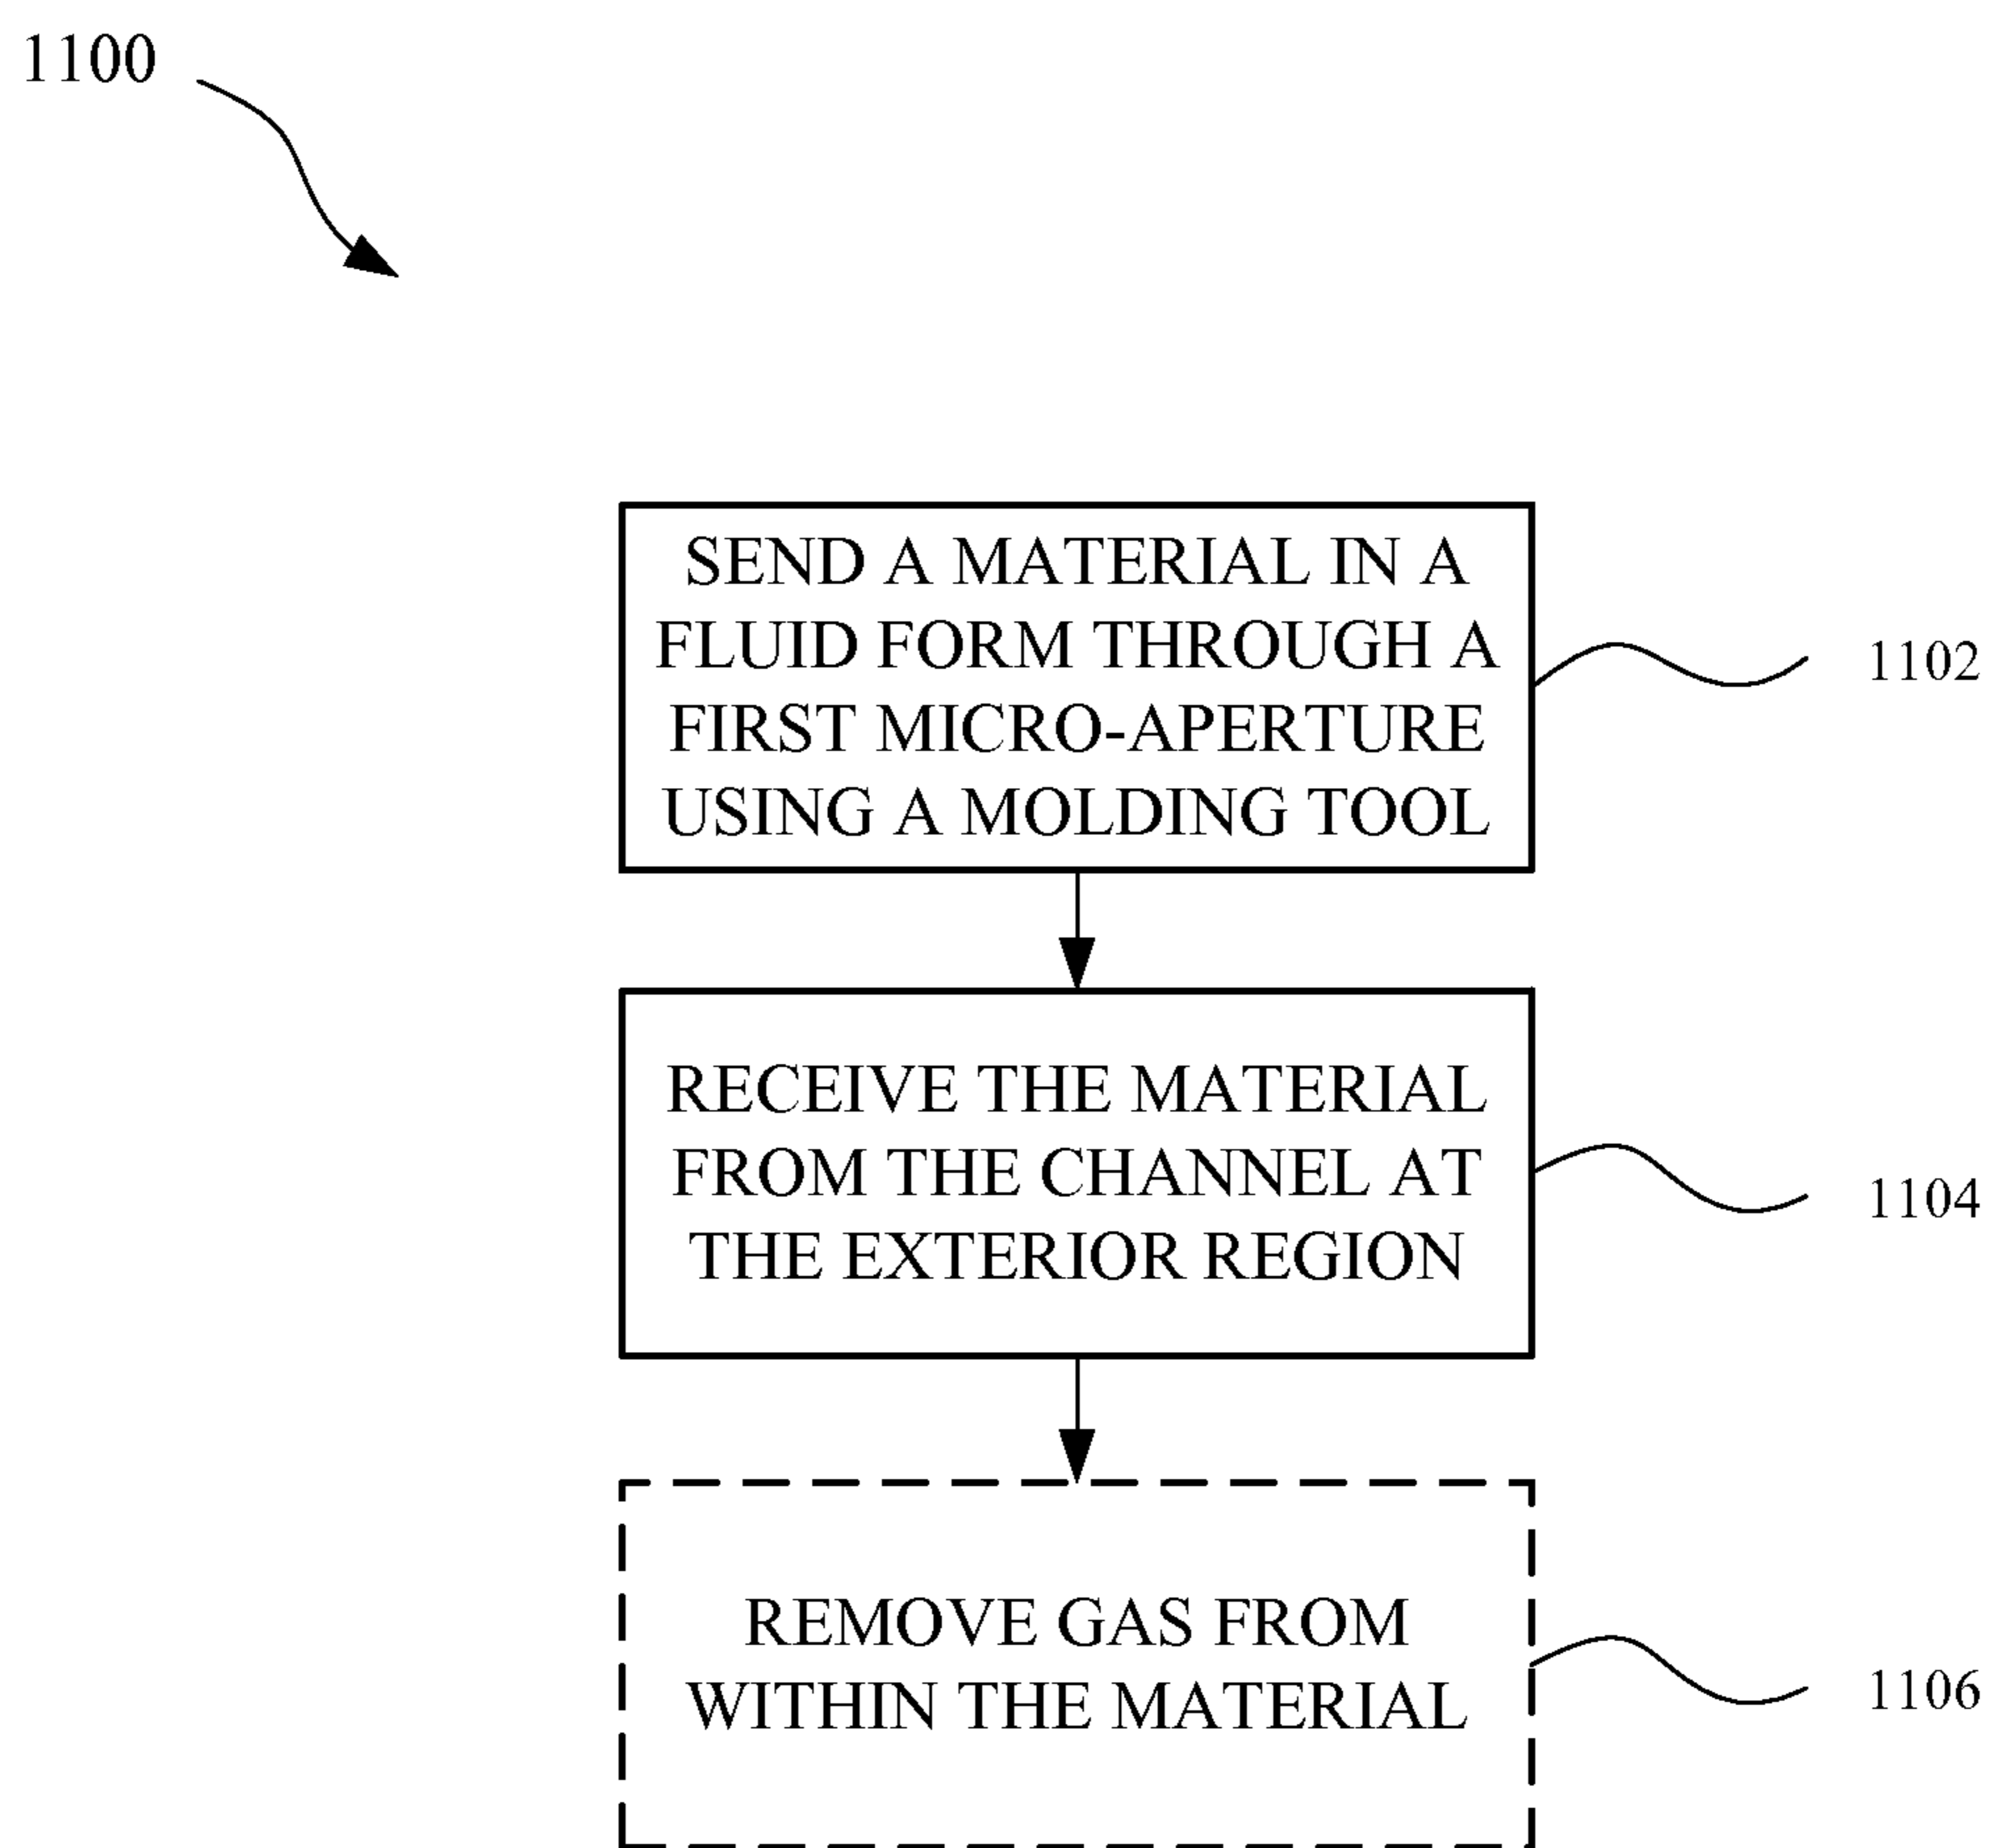 1100
SEND A MATERIAL IN A
FLUID FORM THROUGH A
FIRST MICRO-APERTURE
USING A MOLDING TOOL
1102
RECEIVE THE MATERIAL
FROM THE CHANNEL AT
THE EXTERIOR REGION
1104
REMOVE GAS FROM
WITHIN THE MATERIAL
1106